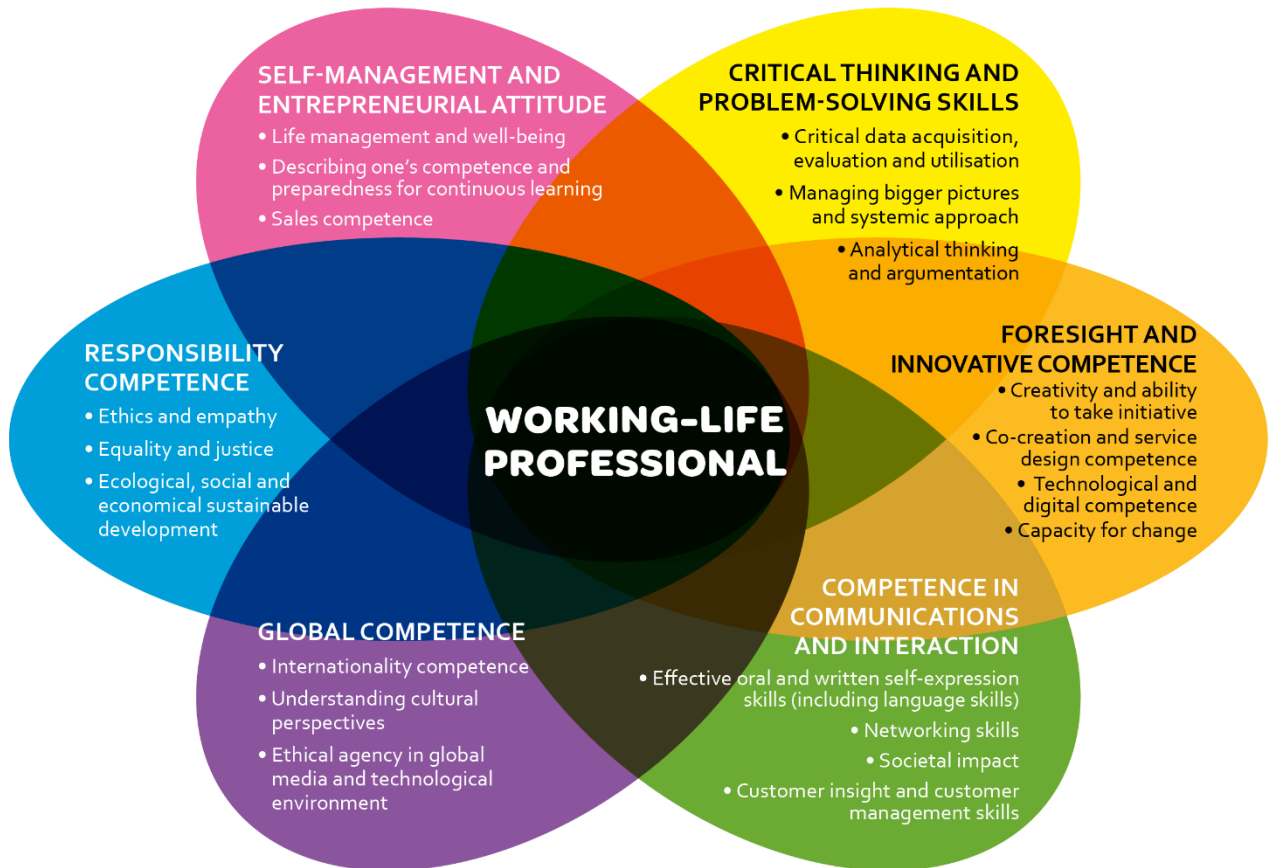 SELF-MANAGEMENT AND
ENTREPRENEURIAL ATTITUDE
• Life management and well-being
• Describing one’s competence and
preparedness for continuous learning
• Sales competence
CRITICAL THINKING AND
PROBLEM-SOLVING SKILLS
• Critical data acquisition,
evaluation and utilisation
• Managing bigger pictures
and systemic approach
• Analytical thinking
and argumentation
RESPONSIBILITY
COMPETENCE
• Ethics and empathy
• Equality and justice
• Ecological, social and
economical sustainable
development
WORKING-LIFE
PROFESSIONAL
FORESIGHT AND
INNOVATIVE COMPETENCE
• Creativity and ability
to take initiative
• Co-creation and service
design competence
• Technological and
digital competence
• Capacity for change
GLOBAL COMPETENCE
• Internationality competence
• Understanding cultural
perspectives
• Ethical agency in global
media and technological
environment
COMPETENCE IN
COMMUNICATIONS
AND INTERACTION
• Effective oral and written self-expression
skills (including language skills)
• Networking skills
• Societal impact
• Customer insight and customer
management skills